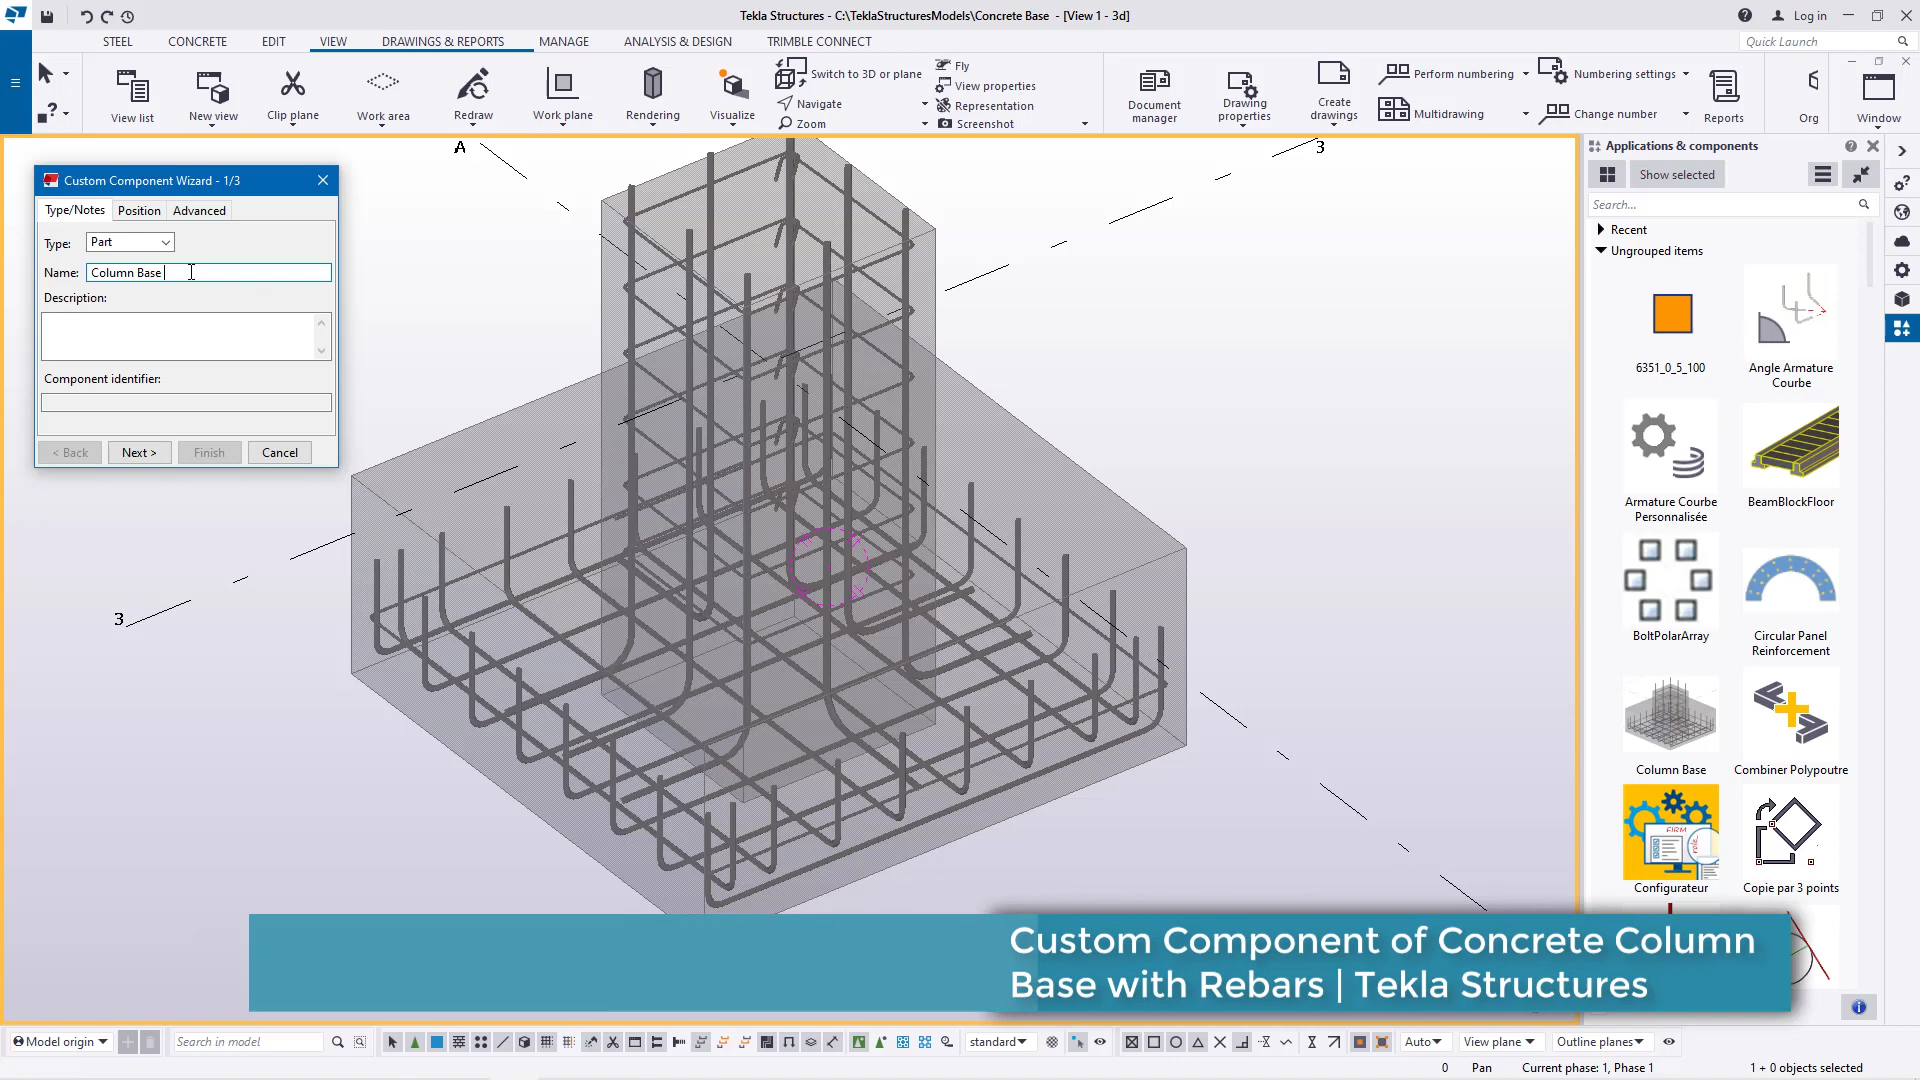 Tekla Structures - C:\TeklaStructuresModels\Concrete Base - [View 1 - 3d]
Log in
STEEL
CONCRETE
EDIT
VIEW
DRAWINGS & REPORTS
MANAGE
ANALYSIS & DESIGN
TRIMBLE CONNECT
Quick Launch
View list
New view
Clip plane
Work area
Redraw
Work plane
Rendering
Visualize
Switch to 3D or plane
Navigate
Zoom
Fly
View properties
Representation
Screenshot
Document
manager
Drawing
properties
Create
drawings
Perform numbering
Multidrawing
Numbering settings
Change number
Reports
Org
Window
A
3
3
Custom Component Wizard - 1/3
Type/Notes
Position
Advanced
Type:
Part
Name:
Column Base
Description:
Component identifier:
< Back
Next >
Finish
Cancel
Applications & components
Show selected
Search...
Recent
Ungrouped items
6351_0_5_100
Angle Armature
Courbe
Armature Courbe
Personnalisée
BeamBlockFloor
BoltPolarArray
Circular Panel
Reinforcement
Column Base
Combiner Polypoutre
FIRM
Configurateur
Copie par 3 points
Custom Component of Concrete Column
Base with Rebars | Tekla Structures
Model origin
Search in model
standard
Auto
View plane
Outline planes
0
Pan
Current phase: 1, Phase 1
1 + 0 objects selected